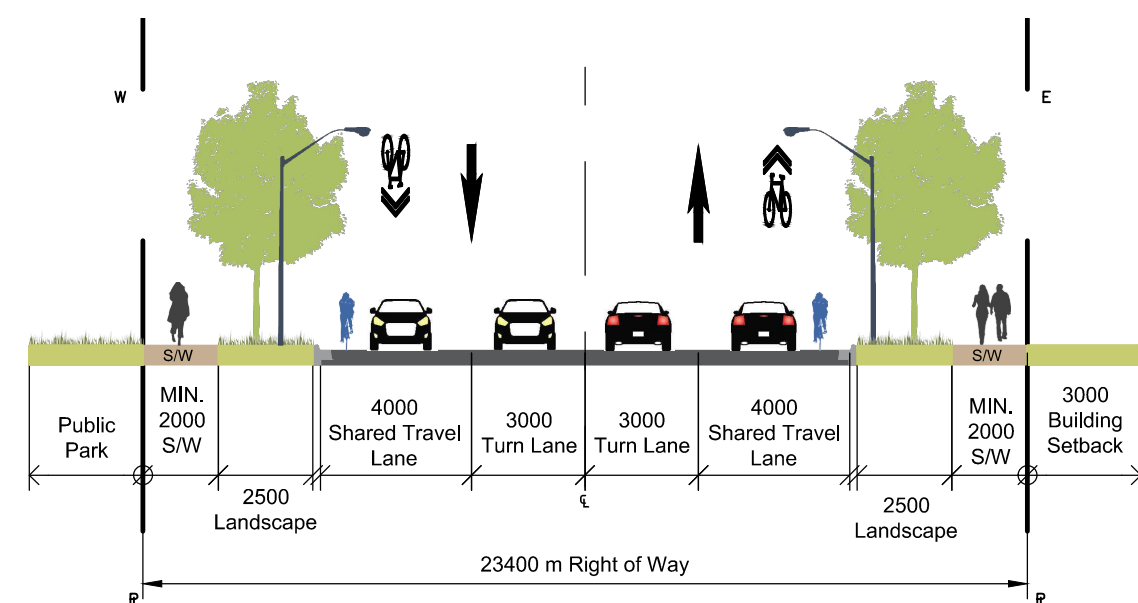 W
E
S/W
S/W
Public
Park
MIN.
2000
S/W
2500
Landscape
4000
Shared Travel
Lane
3000
Turn Lane
3000
Turn Lane
4000
Shared Travel
Lane
2500
Landscape
MIN.
2000
S/W
3000
Building
Setback
℄
23400 m Right of Way